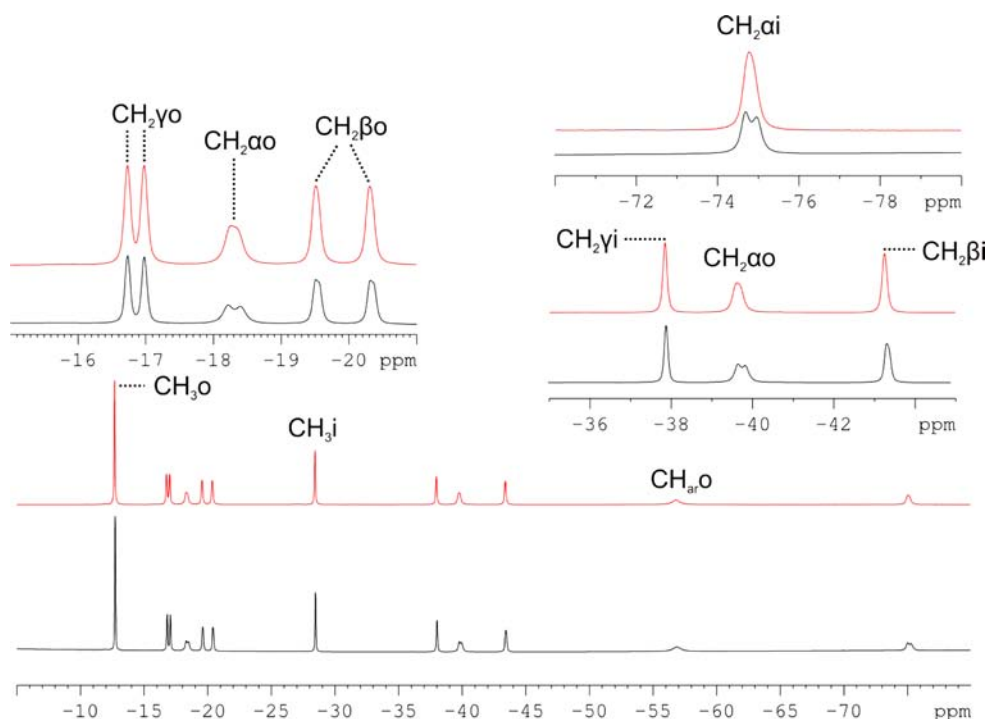 CH₂γo
CH₂αo
CH₂βo
-16 -17 -18 -19 -20 ppm
CH₂αi
-72 -74 -76 -78 ppm
CH₂γi
CH₂αo
CH₂βi
-36 -38 -40 -42 ppm
CH₃o
CH₃i
CHₐᵣo
-10 -15 -20 -25 -30 -35 -40 -45 -50 -55 -60 -65 -70 ppm